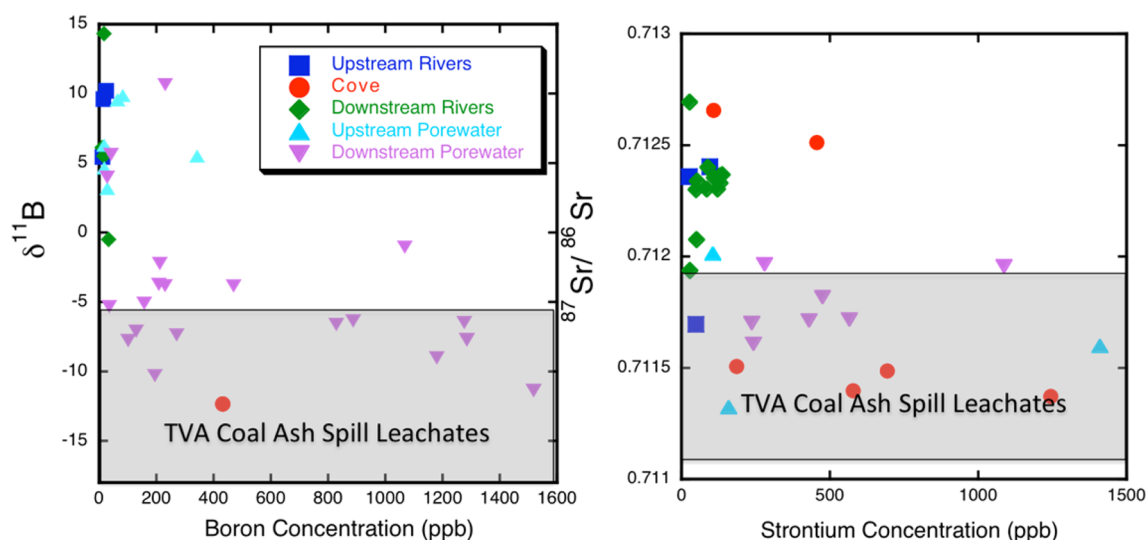 15
10
5
0
-5
-10
-15
δ11B
0 200 400 600 800 1000 1200 1400 1600
Boron Concentration (ppb)
Upstream Rivers
Cove
Downstream Rivers
Upstream Porewater
Downstream Porewater
TVA Coal Ash Spill Leachates
0.713
0.7125
0.712
0.7115
0.711
87Sr/ 86Sr
0 500 1000 1500
Strontium Concentration (ppb)
TVA Coal Ash Spill Leachates